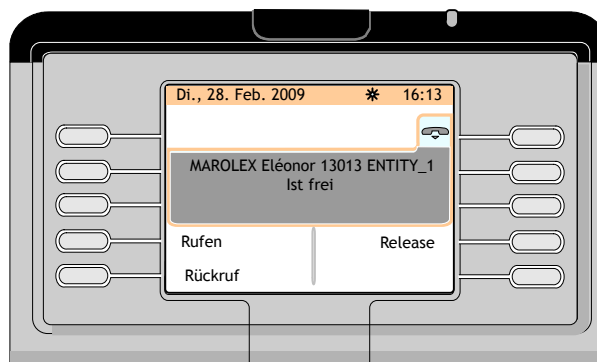 Di., 28. Feb. 2009 16:13
MAROLEX Eléonor 13013 ENTITY_1
Ist frei
Rufen Release
Rückruf